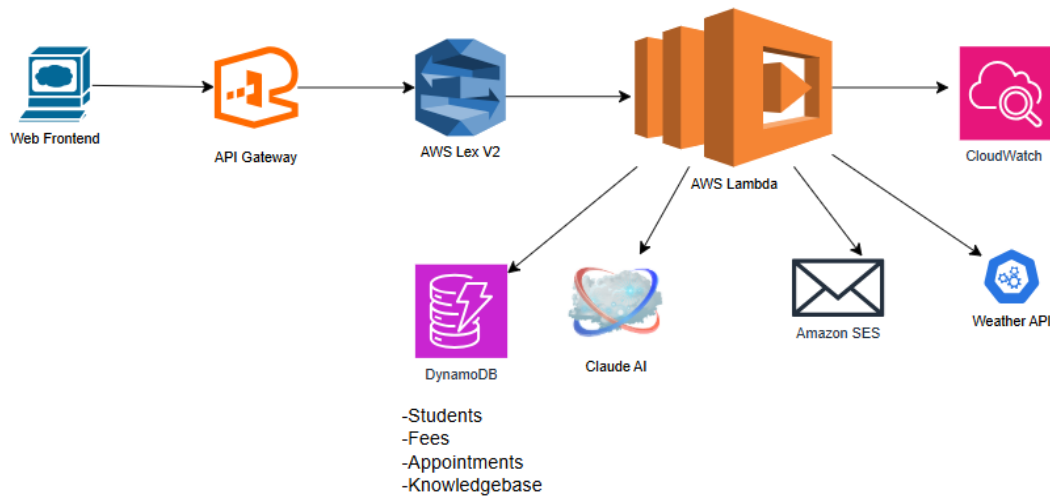 Web Frontend
API Gateway
AWS Lex V2
AWS Lambda
CloudWatch
DynamoDB
Claude AI
Amazon SES
Weather API
-Students
-Fees
-Appointments
-Knowledgebase